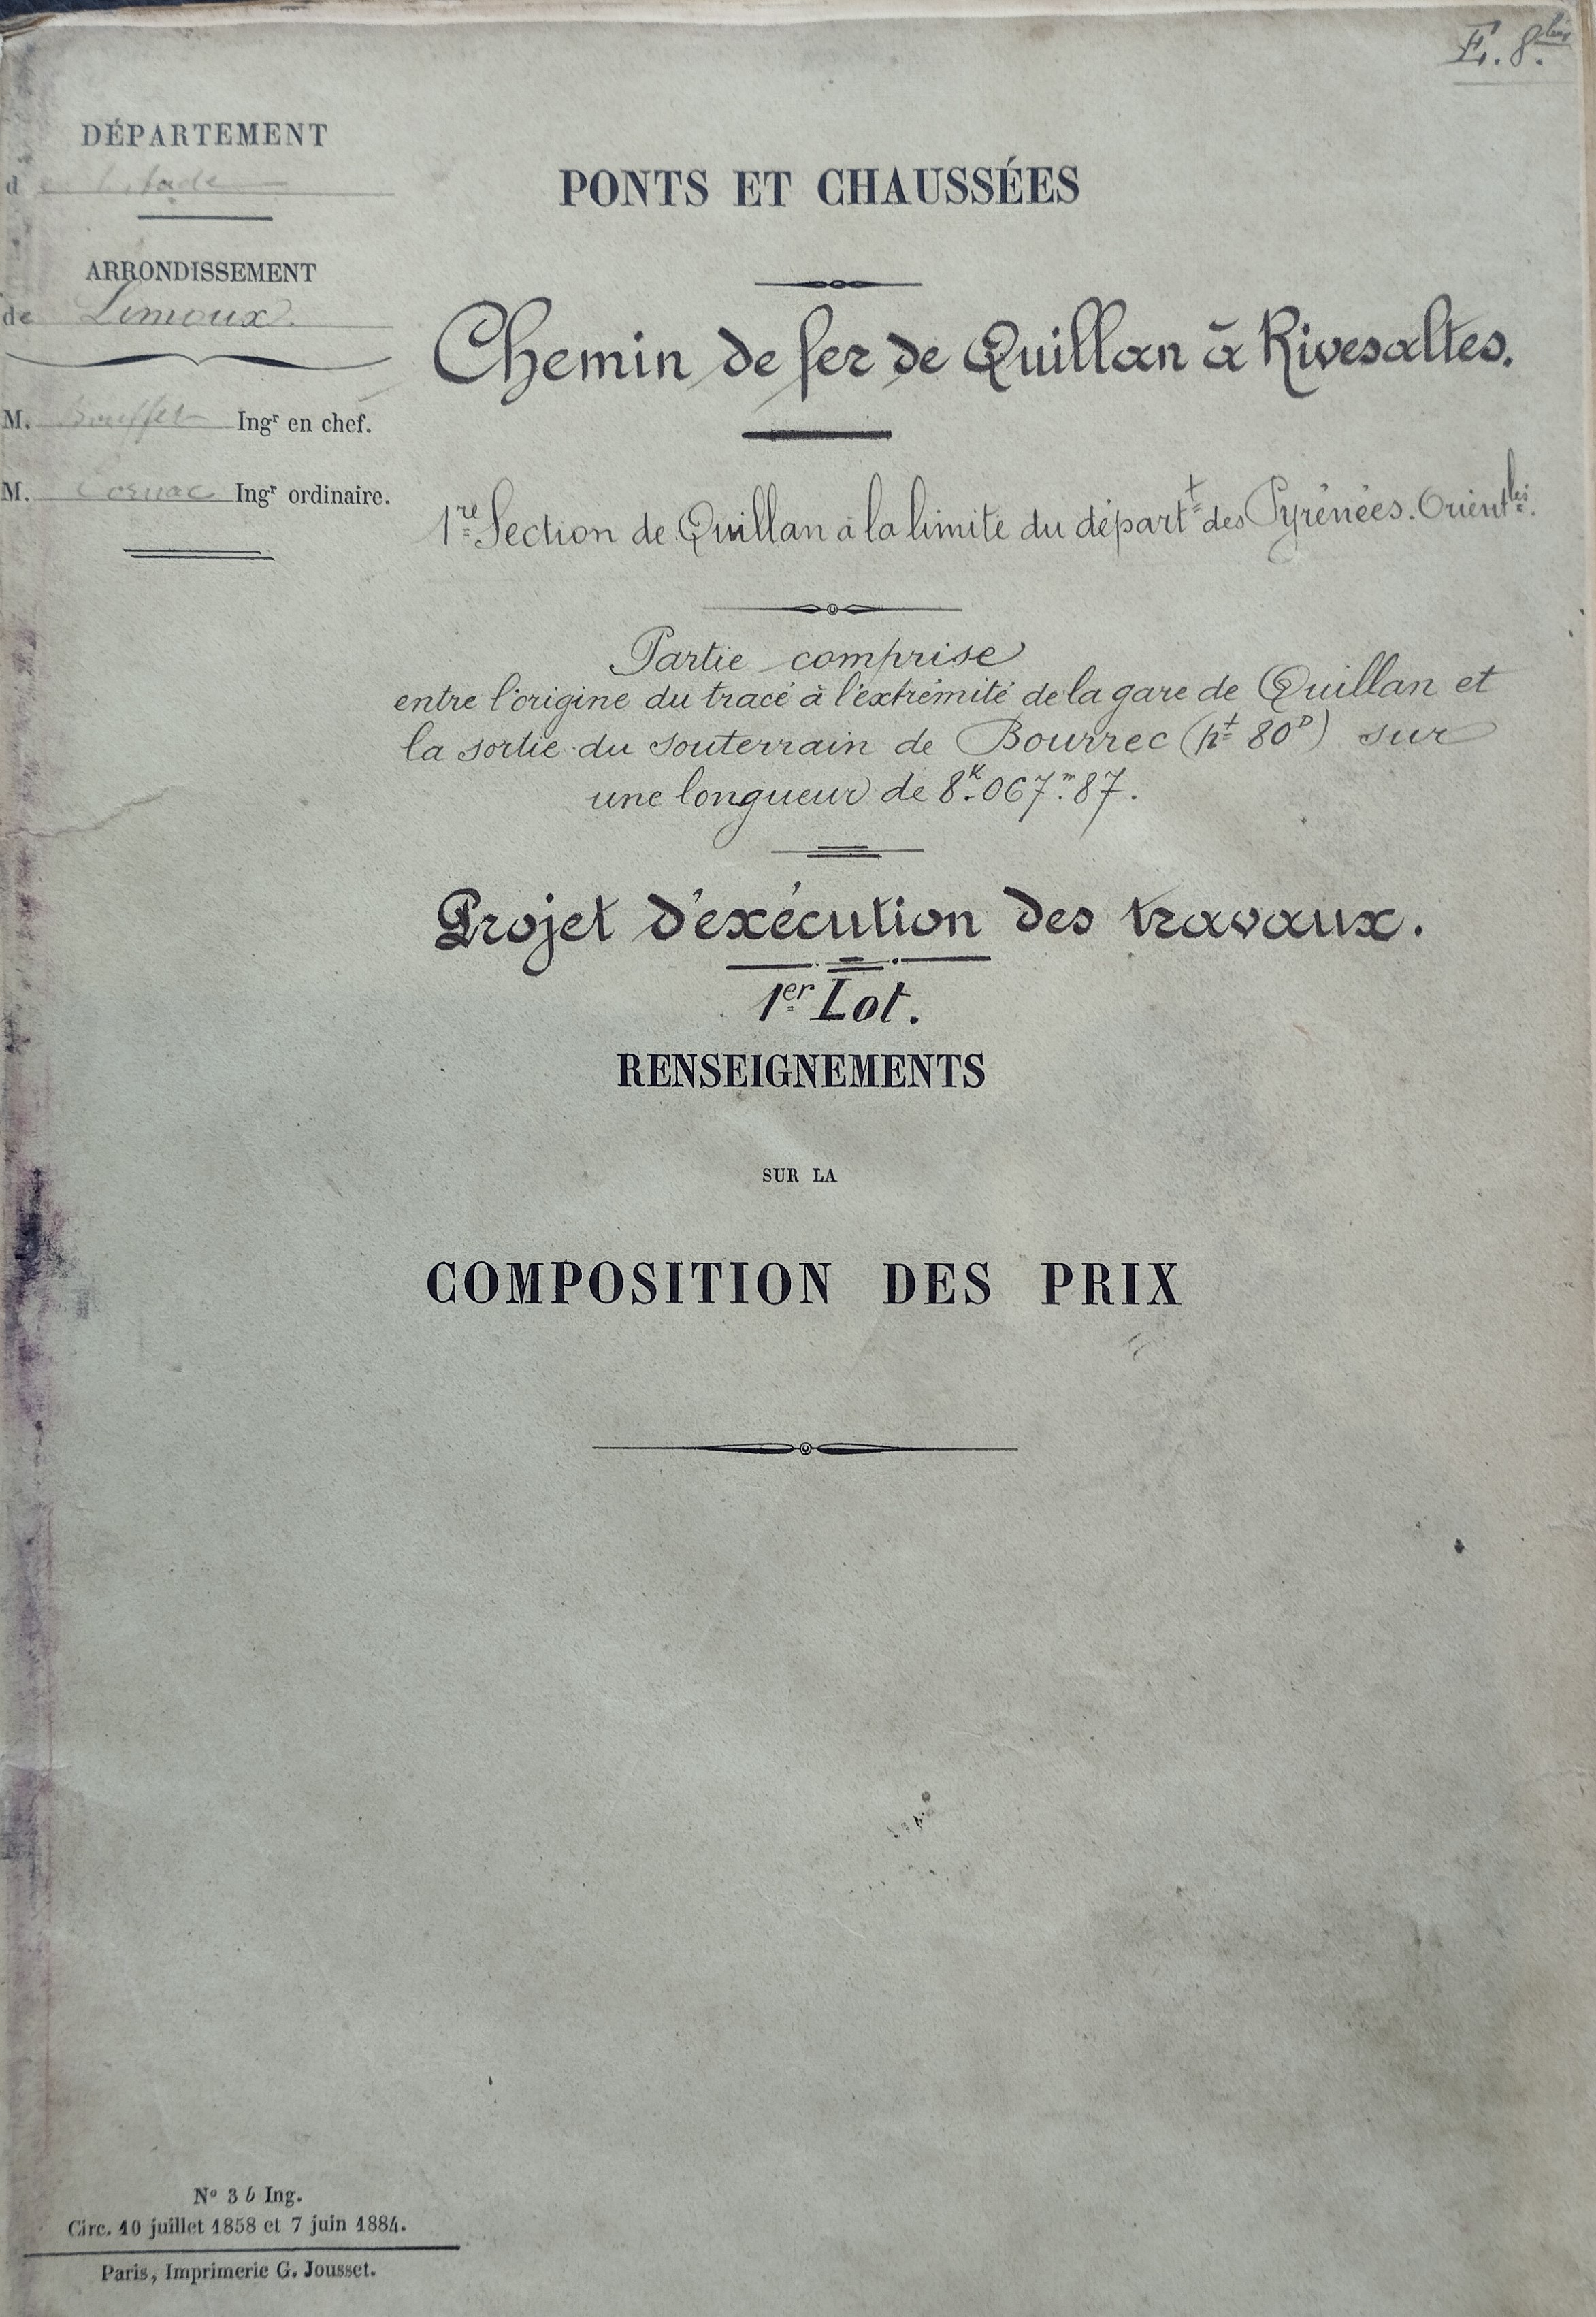 E. 8.bis
DÉPARTEMENT
de l'Aude
ARRONDISSEMENT
de Limoux.
M. Bouffet Ingr en chef.
M. Cornac Ingr ordinaire.
PONTS ET CHAUSSÉES
Chemin de fer de Quillan à Rivesaltes.
1re Section de Quillan à la limite du départt des Pyrénées-Orientles.
Partie comprise
entre l'origine du tracé à l'extrémité de la gare de Quillan et
la sortie du souterrain de Bourrec (pt 80D) sur
une longueur de 8K.067m.87.
Projet d'exécution des travaux.
1er Lot.
RENSEIGNEMENTS
SUR LA
COMPOSITION DES PRIX
No 3 b Ing.
Circ. 10 juillet 1858 et 7 juin 1884.
Paris, Imprimerie G. Jousset.